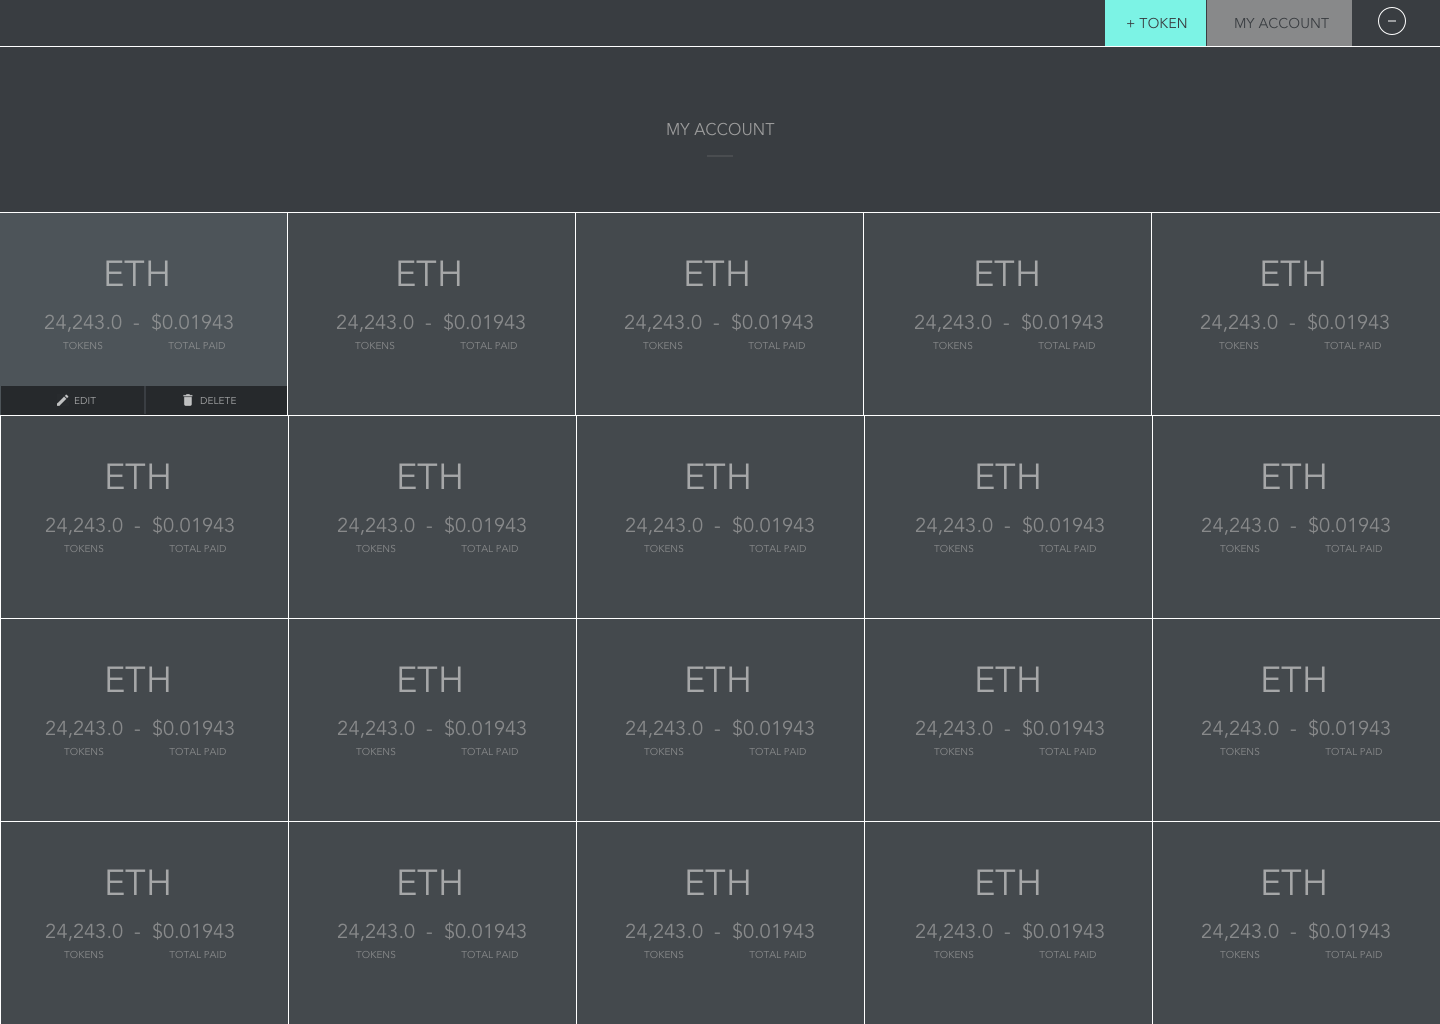 + TOKEN MY ACCOUNT
MY ACCOUNT
ETH ETH ETH ETH ETH
24,243.0 - $0.01943 24,243.0 - $0.01943 24,243.0 - $0.01943 24,243.0 - $0.01943 24,243.0 - $0.01943
TOKENS TOTAL PAID TOKENS TOTAL PAID TOKENS TOTAL PAID TOKENS TOTAL PAID TOKENS TOTAL PAID
EDIT DELETE
ETH ETH ETH ETH ETH
24,243.0 - $0.01943 24,243.0 - $0.01943 24,243.0 - $0.01943 24,243.0 - $0.01943 24,243.0 - $0.01943
TOKENS TOTAL PAID TOKENS TOTAL PAID TOKENS TOTAL PAID TOKENS TOTAL PAID TOKENS TOTAL PAID
ETH ETH ETH ETH ETH
24,243.0 - $0.01943 24,243.0 - $0.01943 24,243.0 - $0.01943 24,243.0 - $0.01943 24,243.0 - $0.01943
TOKENS TOTAL PAID TOKENS TOTAL PAID TOKENS TOTAL PAID TOKENS TOTAL PAID TOKENS TOTAL PAID
ETH ETH ETH ETH ETH
24,243.0 - $0.01943 24,243.0 - $0.01943 24,243.0 - $0.01943 24,243.0 - $0.01943 24,243.0 - $0.01943
TOKENS TOTAL PAID TOKENS TOTAL PAID TOKENS TOTAL PAID TOKENS TOTAL PAID TOKENS TOTAL PAID